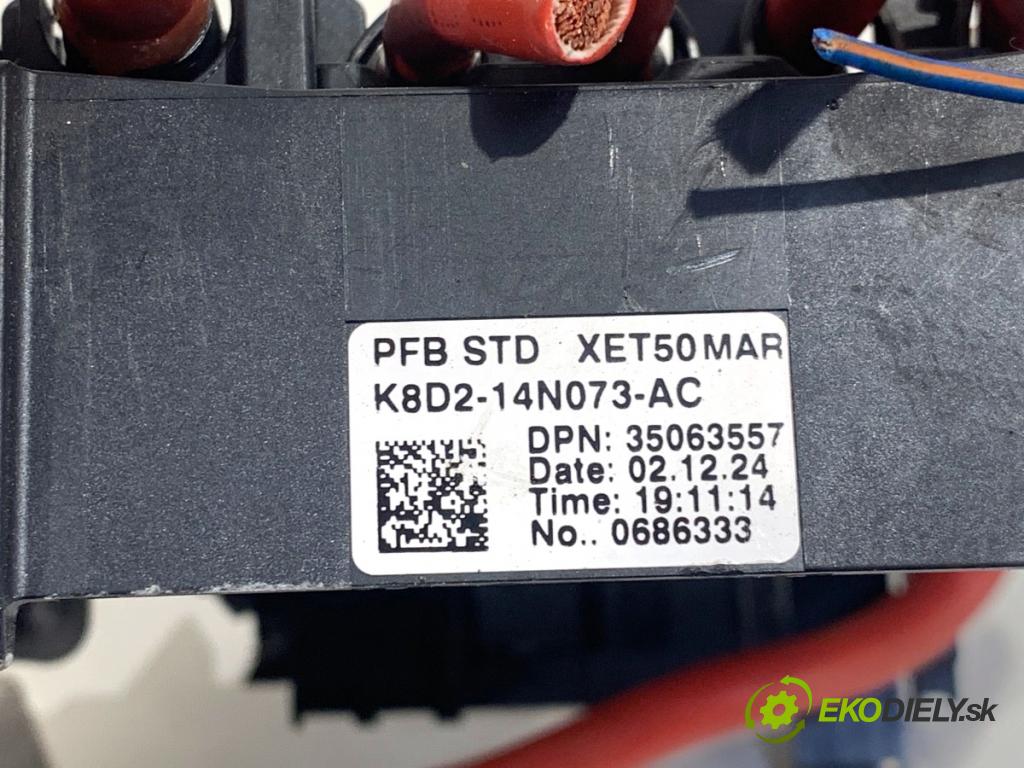 PFB STD XET50MAR
K8D2-14N073-AC
DPN: 35063557
Date: 02.12.24
Time: 19:11:14
No.. 0686333
EKODIELY.sk